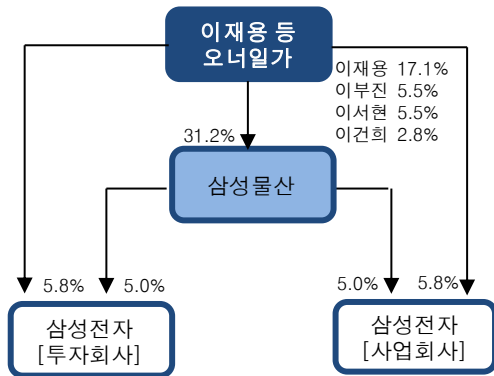 이재용 등
오너일가
이재용 17.1%
이부진 5.5%
이서현 5.5%
이건희 2.8%
31.2%
삼성물산
5.8%
5.0%
5.0%
5.8%
삼성전자
[투자회사]
삼성전자
[사업회사]